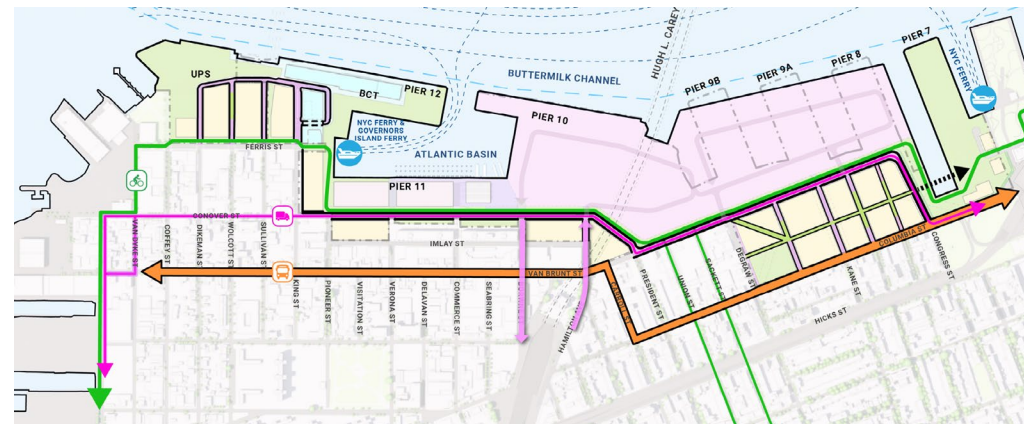 PIER 7
HUGH L. CAREY
PIER 8
NYC FERRY
PIER 9A
BUTTERMILK CHANNEL
PIER 9B
UPS
BCT
PIER 12
PIER 10
NYC FERRY &
GOVERNORS
ISLAND FERRY
FERRIS ST
ATLANTIC BASIN
PIER 11
CONOVER ST
VAN DYKE ST
COFFEY ST
DIKEMAN ST
WOLCOTT ST
SULLIVAN ST
IMLAY ST
COLUMBIA ST
CONGRESS ST
DEGRAW ST
SACKETT ST
KANE ST
VAN BRUNT ST
KING ST
PIONEER ST
VISITATION ST
VERONA ST
DELAVAN ST
COMMERCE ST
SEABRING ST
PRESIDENT ST
UNION ST
HICKS ST
HAMILTON